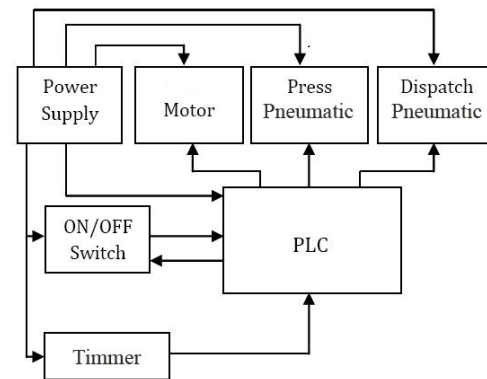 Power
Supply
Motor
Press
Pneumatic
Dispatch
Pneumatic
ON/OFF
Switch
PLC
Timmer